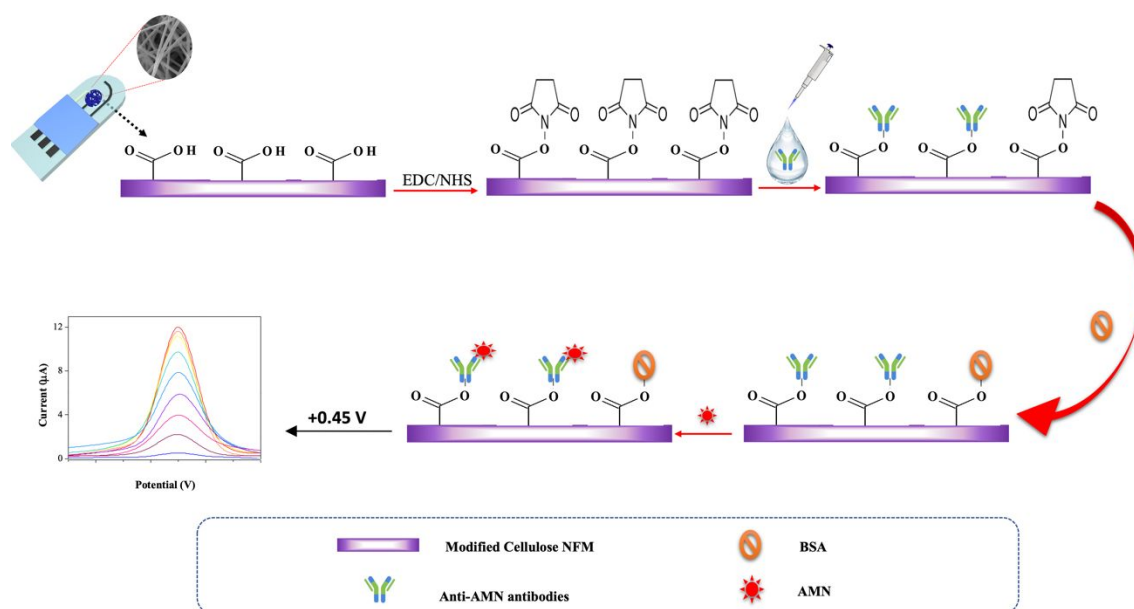 O
OH
O
OH
O
OH
EDC/NHS
O
N
O
O
O
O
N
O
O
O
O
N
O
O
O
O
O
O
O
O
N
O
O
O
12
8
4
0
Current (μA)
Potential (V)
+0.45 V
O
O
O
O
O
O
O
O
O
O
O
O
Modified Cellulose NFM
BSA
Anti-AMN antibodies
AMN